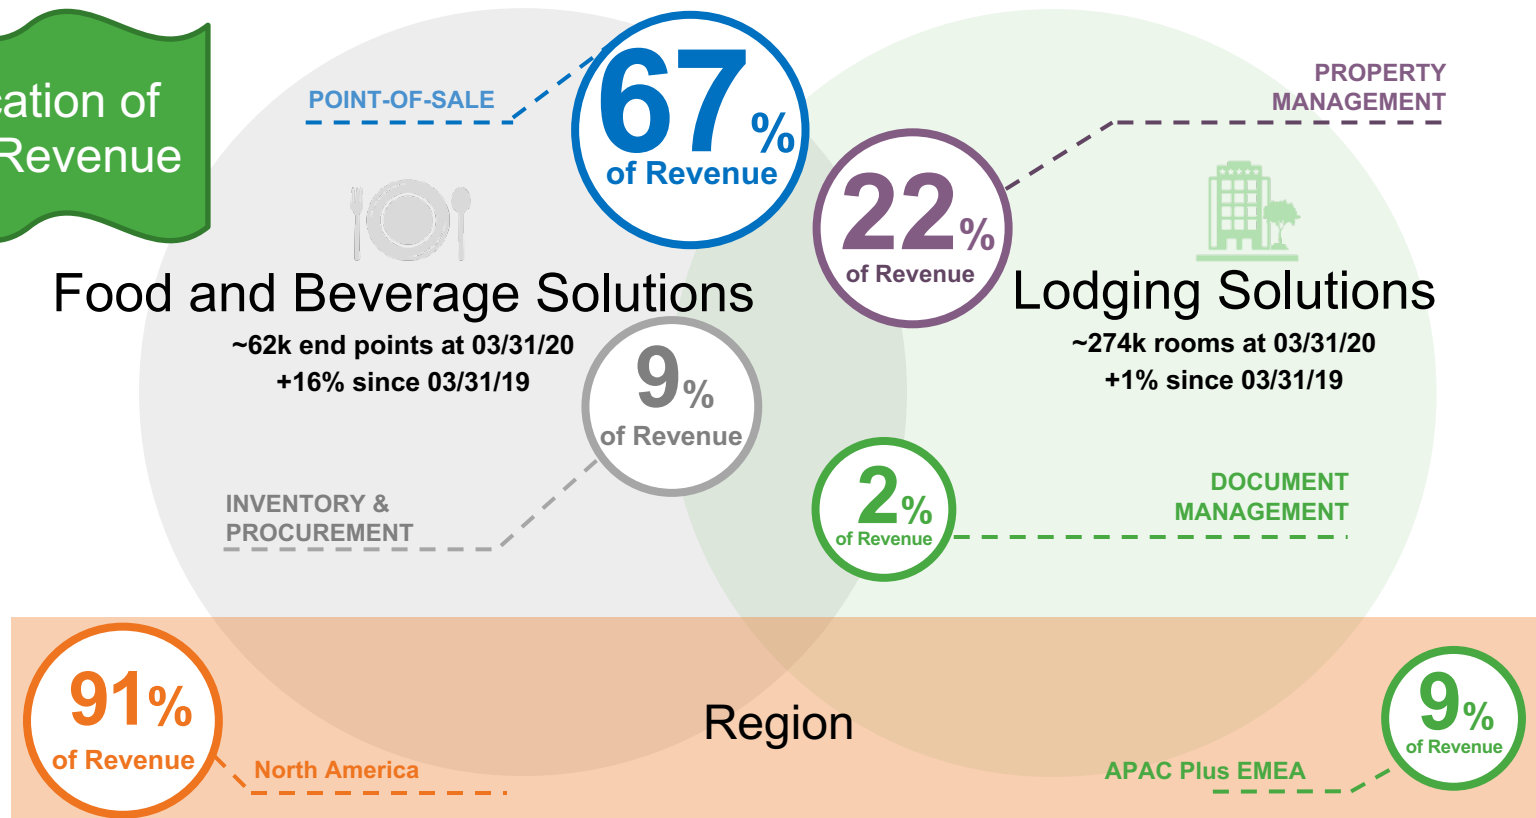 of
Revenue
POINT-OF-SALE
67%
of Revenue
PROPERTY
MANAGEMENT
22%
of Revenue
Food and Beverage Solutions
~62k end points at 03/31/20
+16% since 03/31/19
Lodging Solutions
~274k rooms at 03/31/20
+1% since 03/31/19
9%
of Revenue
INVENTORY &
PROCUREMENT
2%
of Revenue
DOCUMENT
MANAGEMENT
91%
of Revenue
North America
Region
9%
of Revenue
APAC Plus EMEA